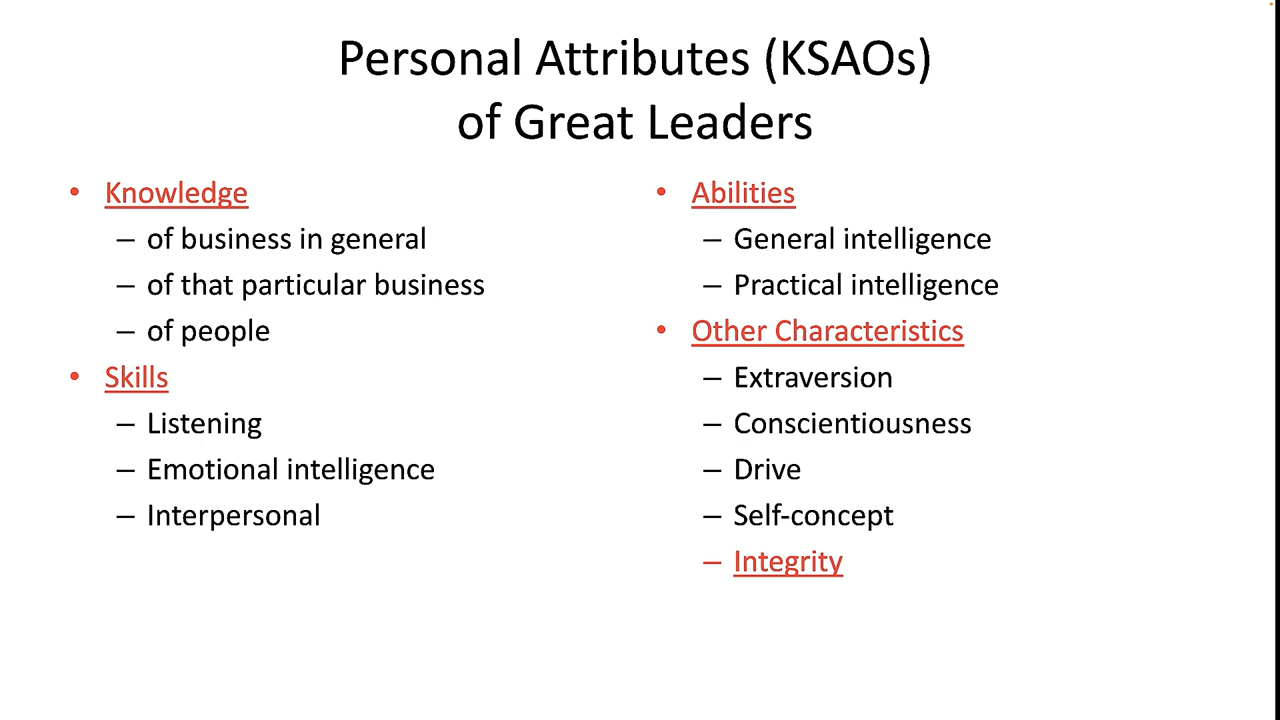 Personal Attributes (KSAOs)
of Great Leaders
• Knowledge
– of business in general
– of that particular business
– of people
• Skills
– Listening
– Emotional intelligence
– Interpersonal
• Abilities
– General intelligence
– Practical intelligence
• Other Characteristics
– Extraversion
– Conscientiousness
– Drive
– Self-concept
– Integrity